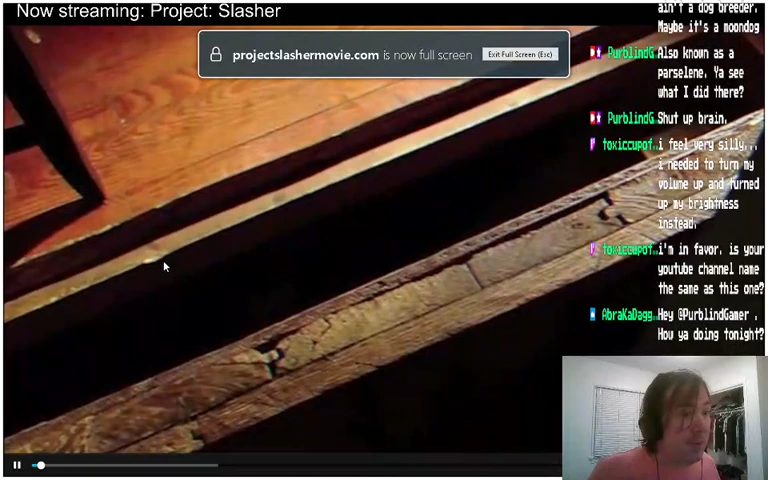 Now streaming: Project: Slasher
projectslashermovie.com is now full screen
Exit Full Screen (Esc)
ain't a dog breeder.
Maybe it's a moondog
PurblindG Also known as a
parselene. Ya see
what I did there?
PurblindG Shut up brain.
toxiccupof.. i feel very silly...
i needed to turn my
volume up and turned
up my brightness
instead.
toxiccupof.. i'm in favor. is your
youtube channel name
the same as this one?
AbraKaDagg.. Hey @PurblindGamer .
How ya doing tonight?